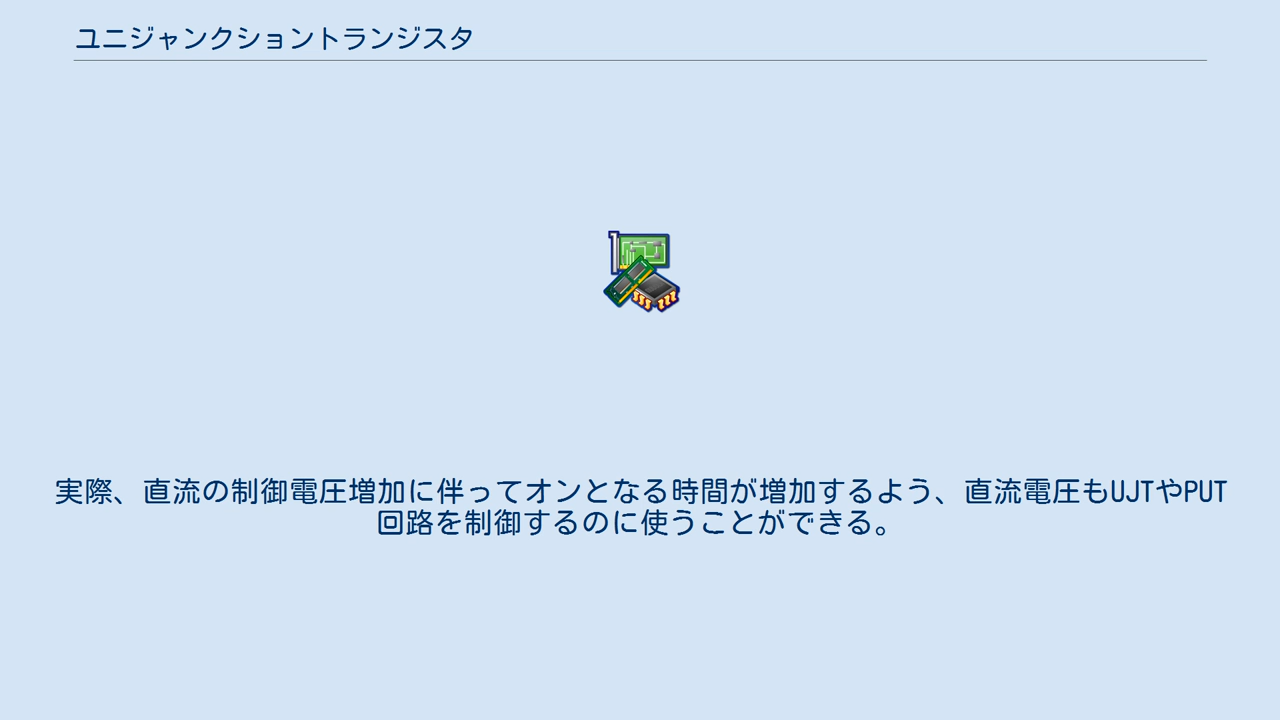 ユニジャンクショントランジスタ
実際、直流の制御電圧増加に伴ってオンとなる時間が増加するよう、直流電圧もUJTやPUT
回路を制御するのに使うことができる。